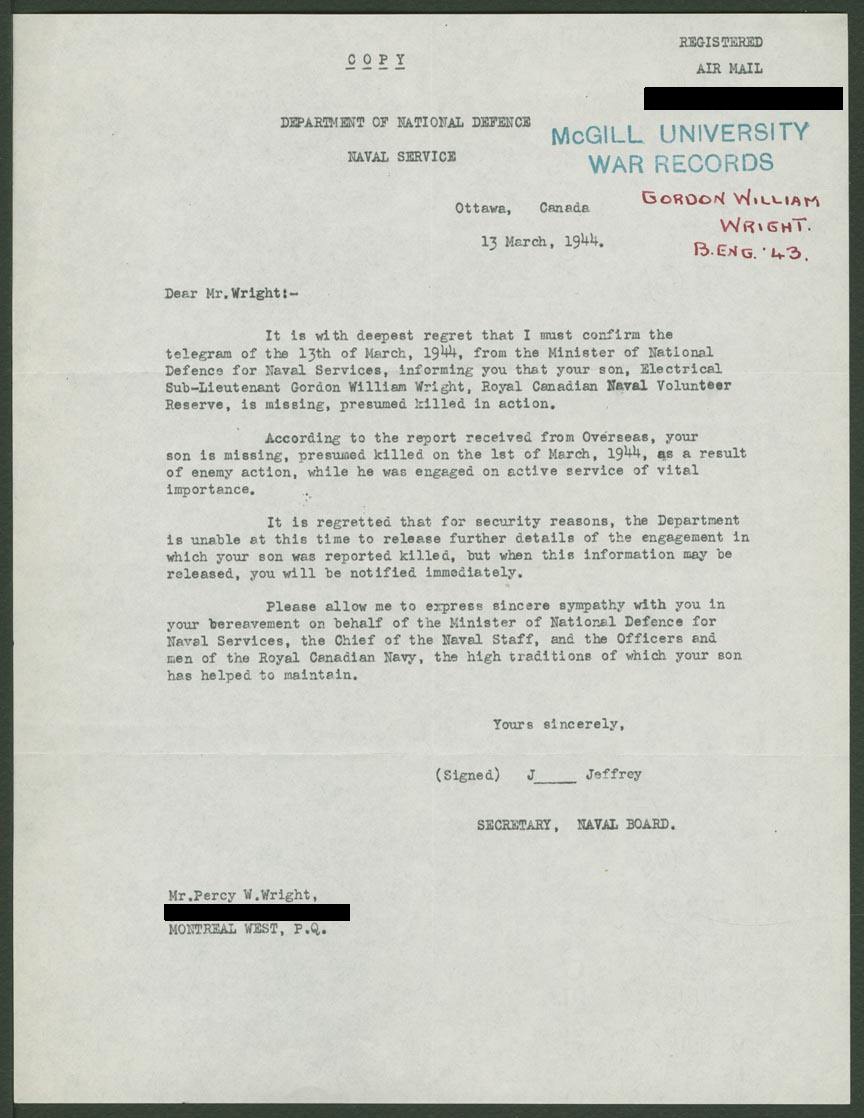 REGISTERED
COPY
AIR MAIL
DEPARTMENT OF NATIONAL DEFENCE
McGILL UNIVERSITY
WAR RECORDS
NAVAL SERVICE
GORDON WILLIAM
WRIGHT.
B.ENG. '43.
Ottawa, Canada
13 March, 1944.
Dear Mr.Wright:-
It is with deepest regret that I must confirm the
telegram of the 13th of March, 1944, from the Minister of National
Defence for Naval Services, informing you that your son, Electrical
Sub-Lieutenant Gordon William Wright, Royal Canadian Naval Volunteer
Reserve, is missing, presumed killed in action.
According to the report received from Overseas, your
son is missing, presumed killed on the 1st of March, 1944, as a result
of enemy action, while he was engaged on active service of vital
importance.
It is regretted that for security reasons, the Department
is unable at this time to release further details of the engagement in
which your son was reported killed, but when this information may be
released, you will be notified immediately.
Please allow me to express sincere sympathy with you in
your bereavement on behalf of the Minister of National Defence for
Naval Services, the Chief of the Naval Staff, and the Officers and
men of the Royal Canadian Navy, the high traditions of which your son
has helped to maintain.
Yours sincerely,
(Signed) J_____ Jeffrey
SECRETARY, NAVAL BOARD.
Mr.Percy W.Wright,
MONTREAL WEST, P.Q.